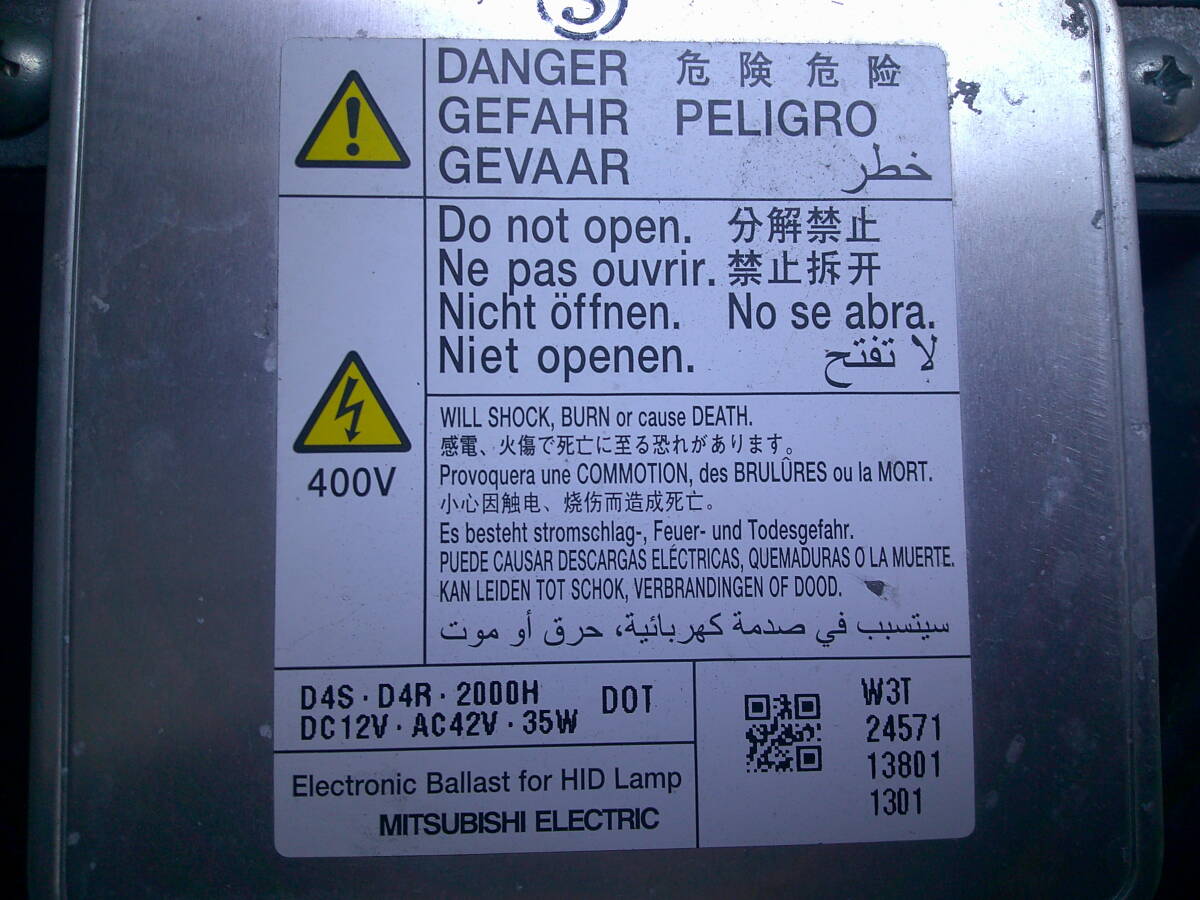 DANGER 危険 危险
GEFAHR PELIGRO
GEVAAR خطر
Do not open. 分解禁止
Ne pas ouvrir. 禁止拆开
Nicht öffnen. No se abra.
Niet openen. لا تفتح
400V
WILL SHOCK, BURN or cause DEATH.
感電、火傷で死亡に至る恐れがあります。
Provoquera une COMMOTION, des BRULÛRES ou la MORT.
小心因触电、烧伤而造成死亡。
Es besteht stromschlag-, Feuer- und Todesgefahr.
PUEDE CAUSAR DESCARGAS ELÉCTRICAS, QUEMADURAS O LA MUERTE.
KAN LEIDEN TOT SCHOK, VERBRANDINGEN OF DOOD.
سيتسبب في صدمة كهربائية، حرق أو موت
D4S · D4R · 2000H DOT
DC12V · AC42V · 35W
Electronic Ballast for HID Lamp
MITSUBISHI ELECTRIC
W3T
24571
13801
1301